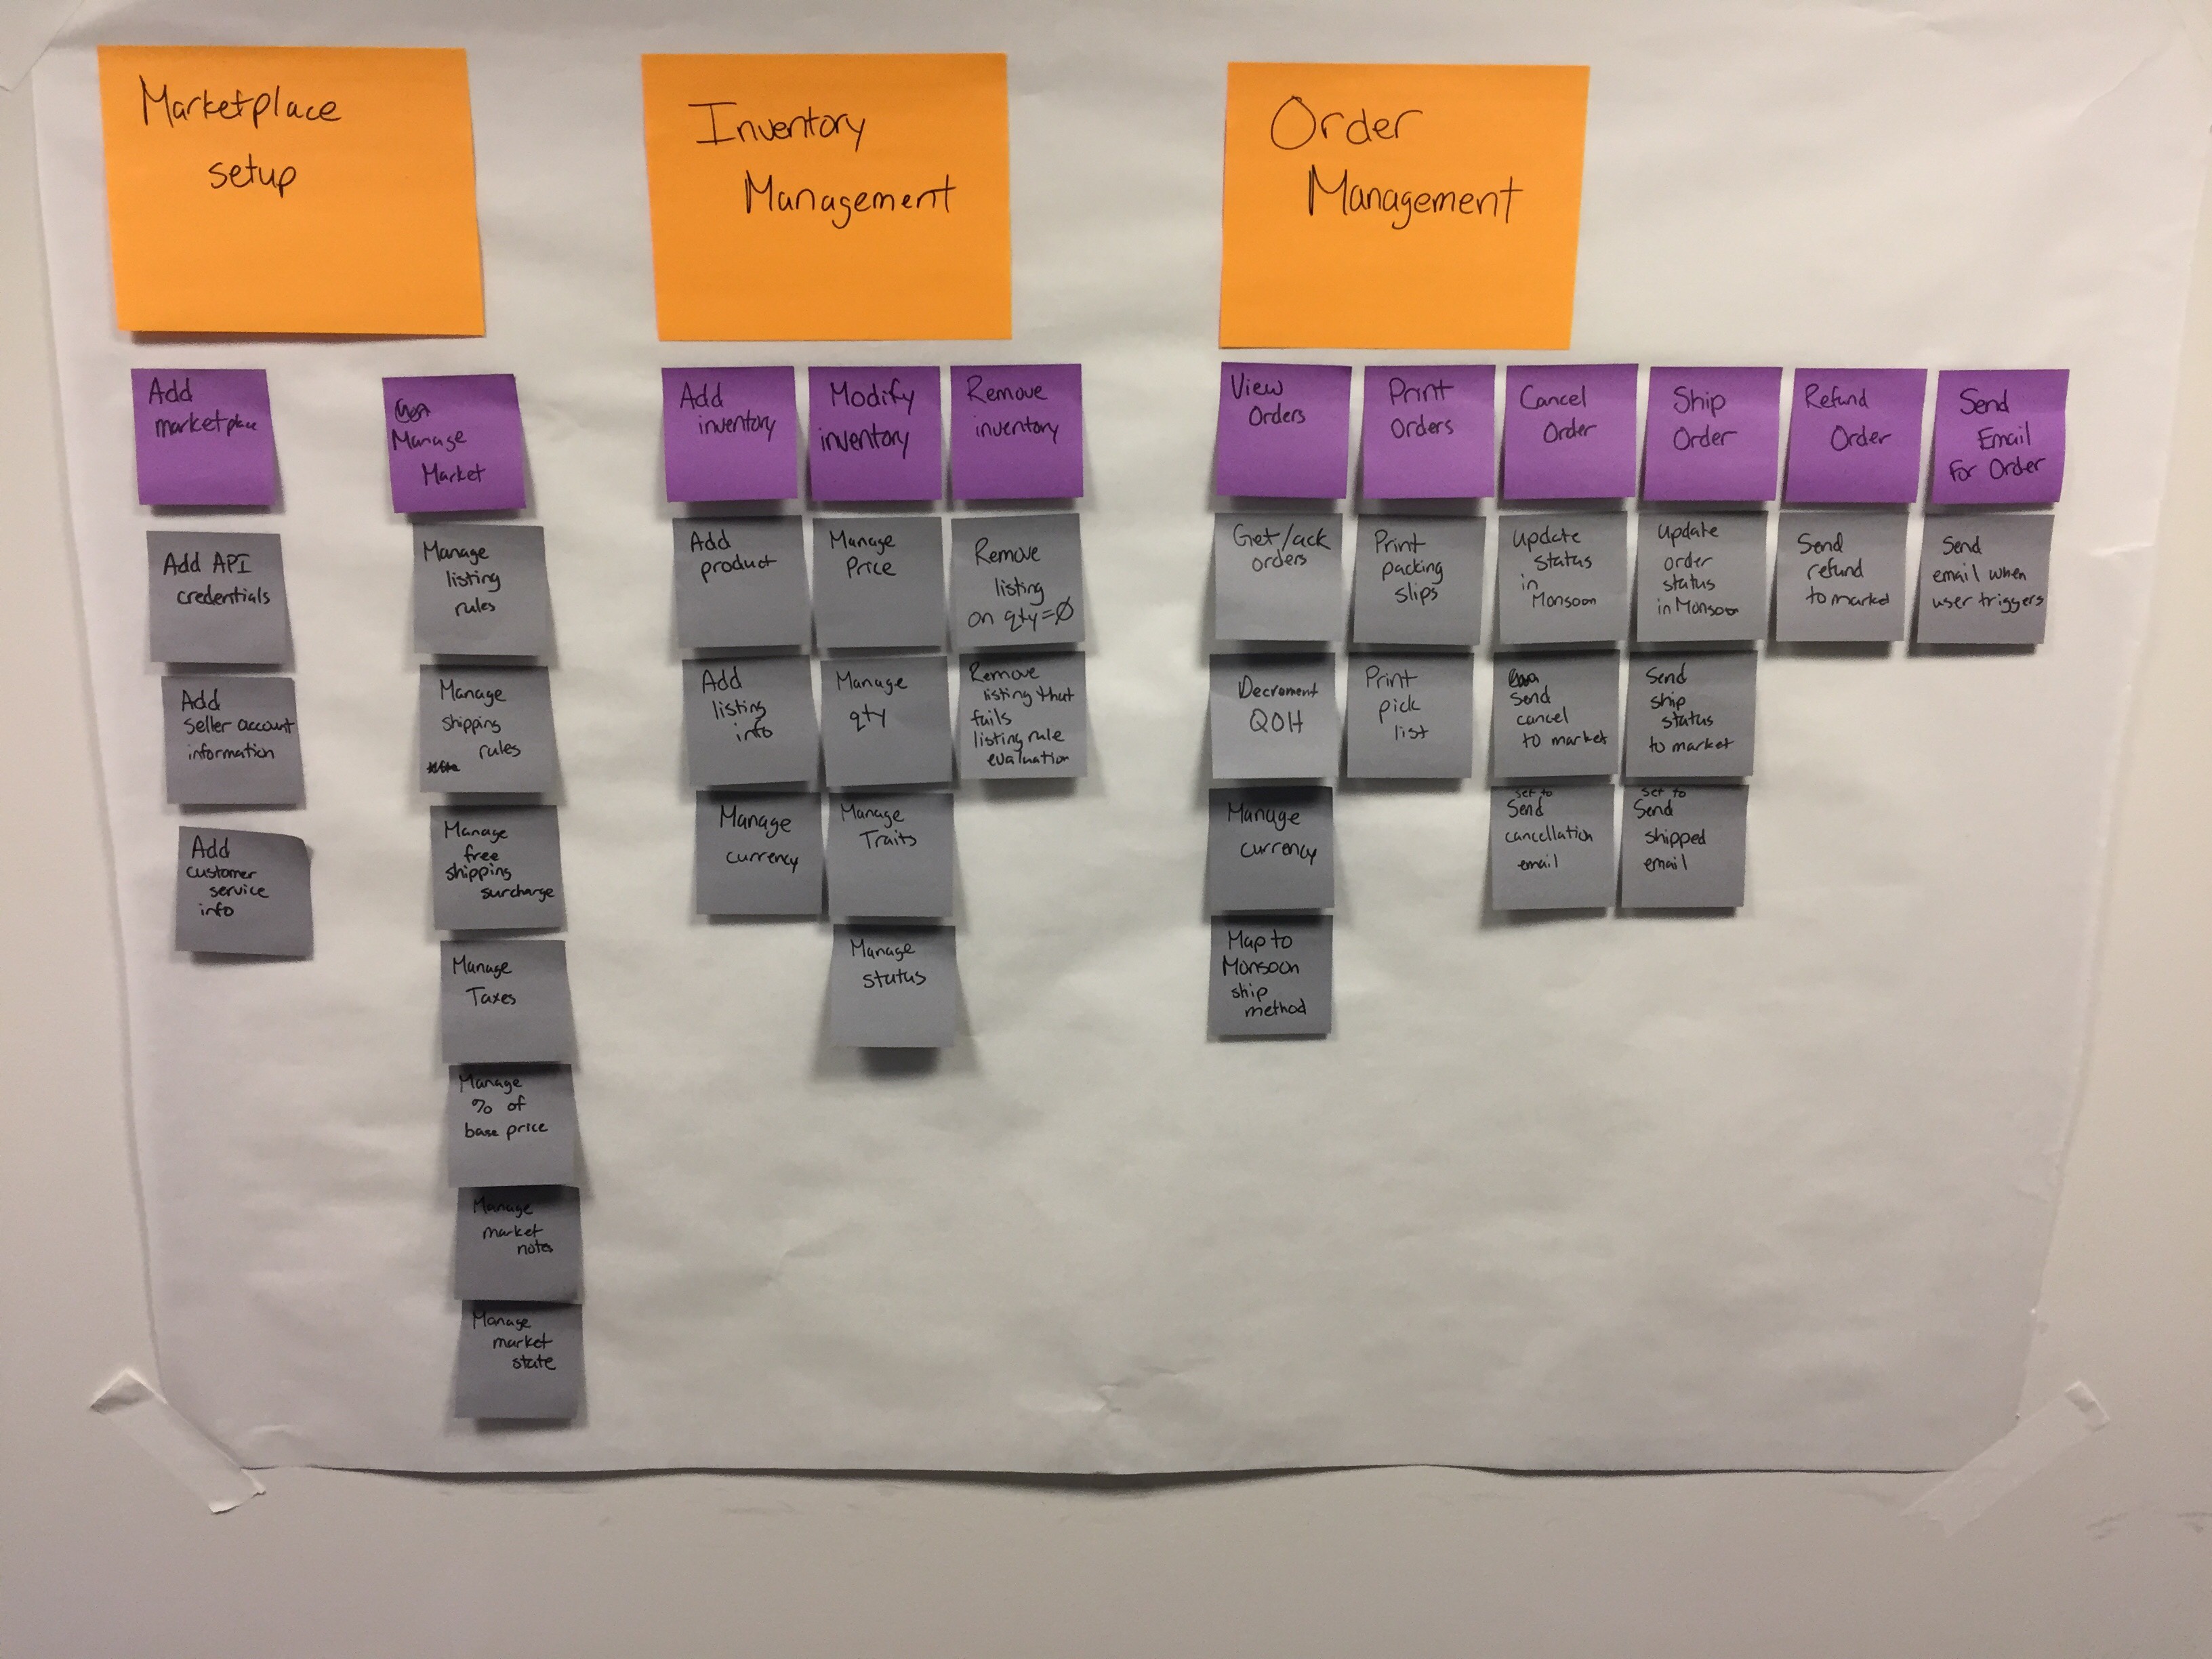 Marketplace
setup
Inventory
Management
Order
Management
Add
marketplace
Manage
Market
Add
inventory
Modify
inventory
Remove
inventory
View
Orders
Print
Orders
Cancel
Order
Ship
Order
Refund
Order
Send
Email
For Order
Add API
credentials
Add
seller account
information
Add
customer
service
info
Manage
listing
rules
Manage
shipping
rules
Manage
free
shipping
surcharge
Manage
Taxes
Manage
% of
base price
Manage
market
notes
Manage
market
state
Add
product
Add
listing
info
Manage
currency
Manage
Price
Manage
qty
Manage
Traits
Manage
status
Remove
listing
on qty=Ø
Remove
listing that
fails
listing rule
evaluation
Get/ack
orders
Decrement
QOH
Manage
currency
Map to
Monsoon
ship
method
Print
packing
slips
Print
pick
list
Update
status
in
Monsoon
Send
cancel
to market
set to
Send
cancellation
email
Update
order
status
in Monsoon
Send
ship
status
to market
set to
Send
shipped
email
Send
refund
to market
Send
email when
user triggers